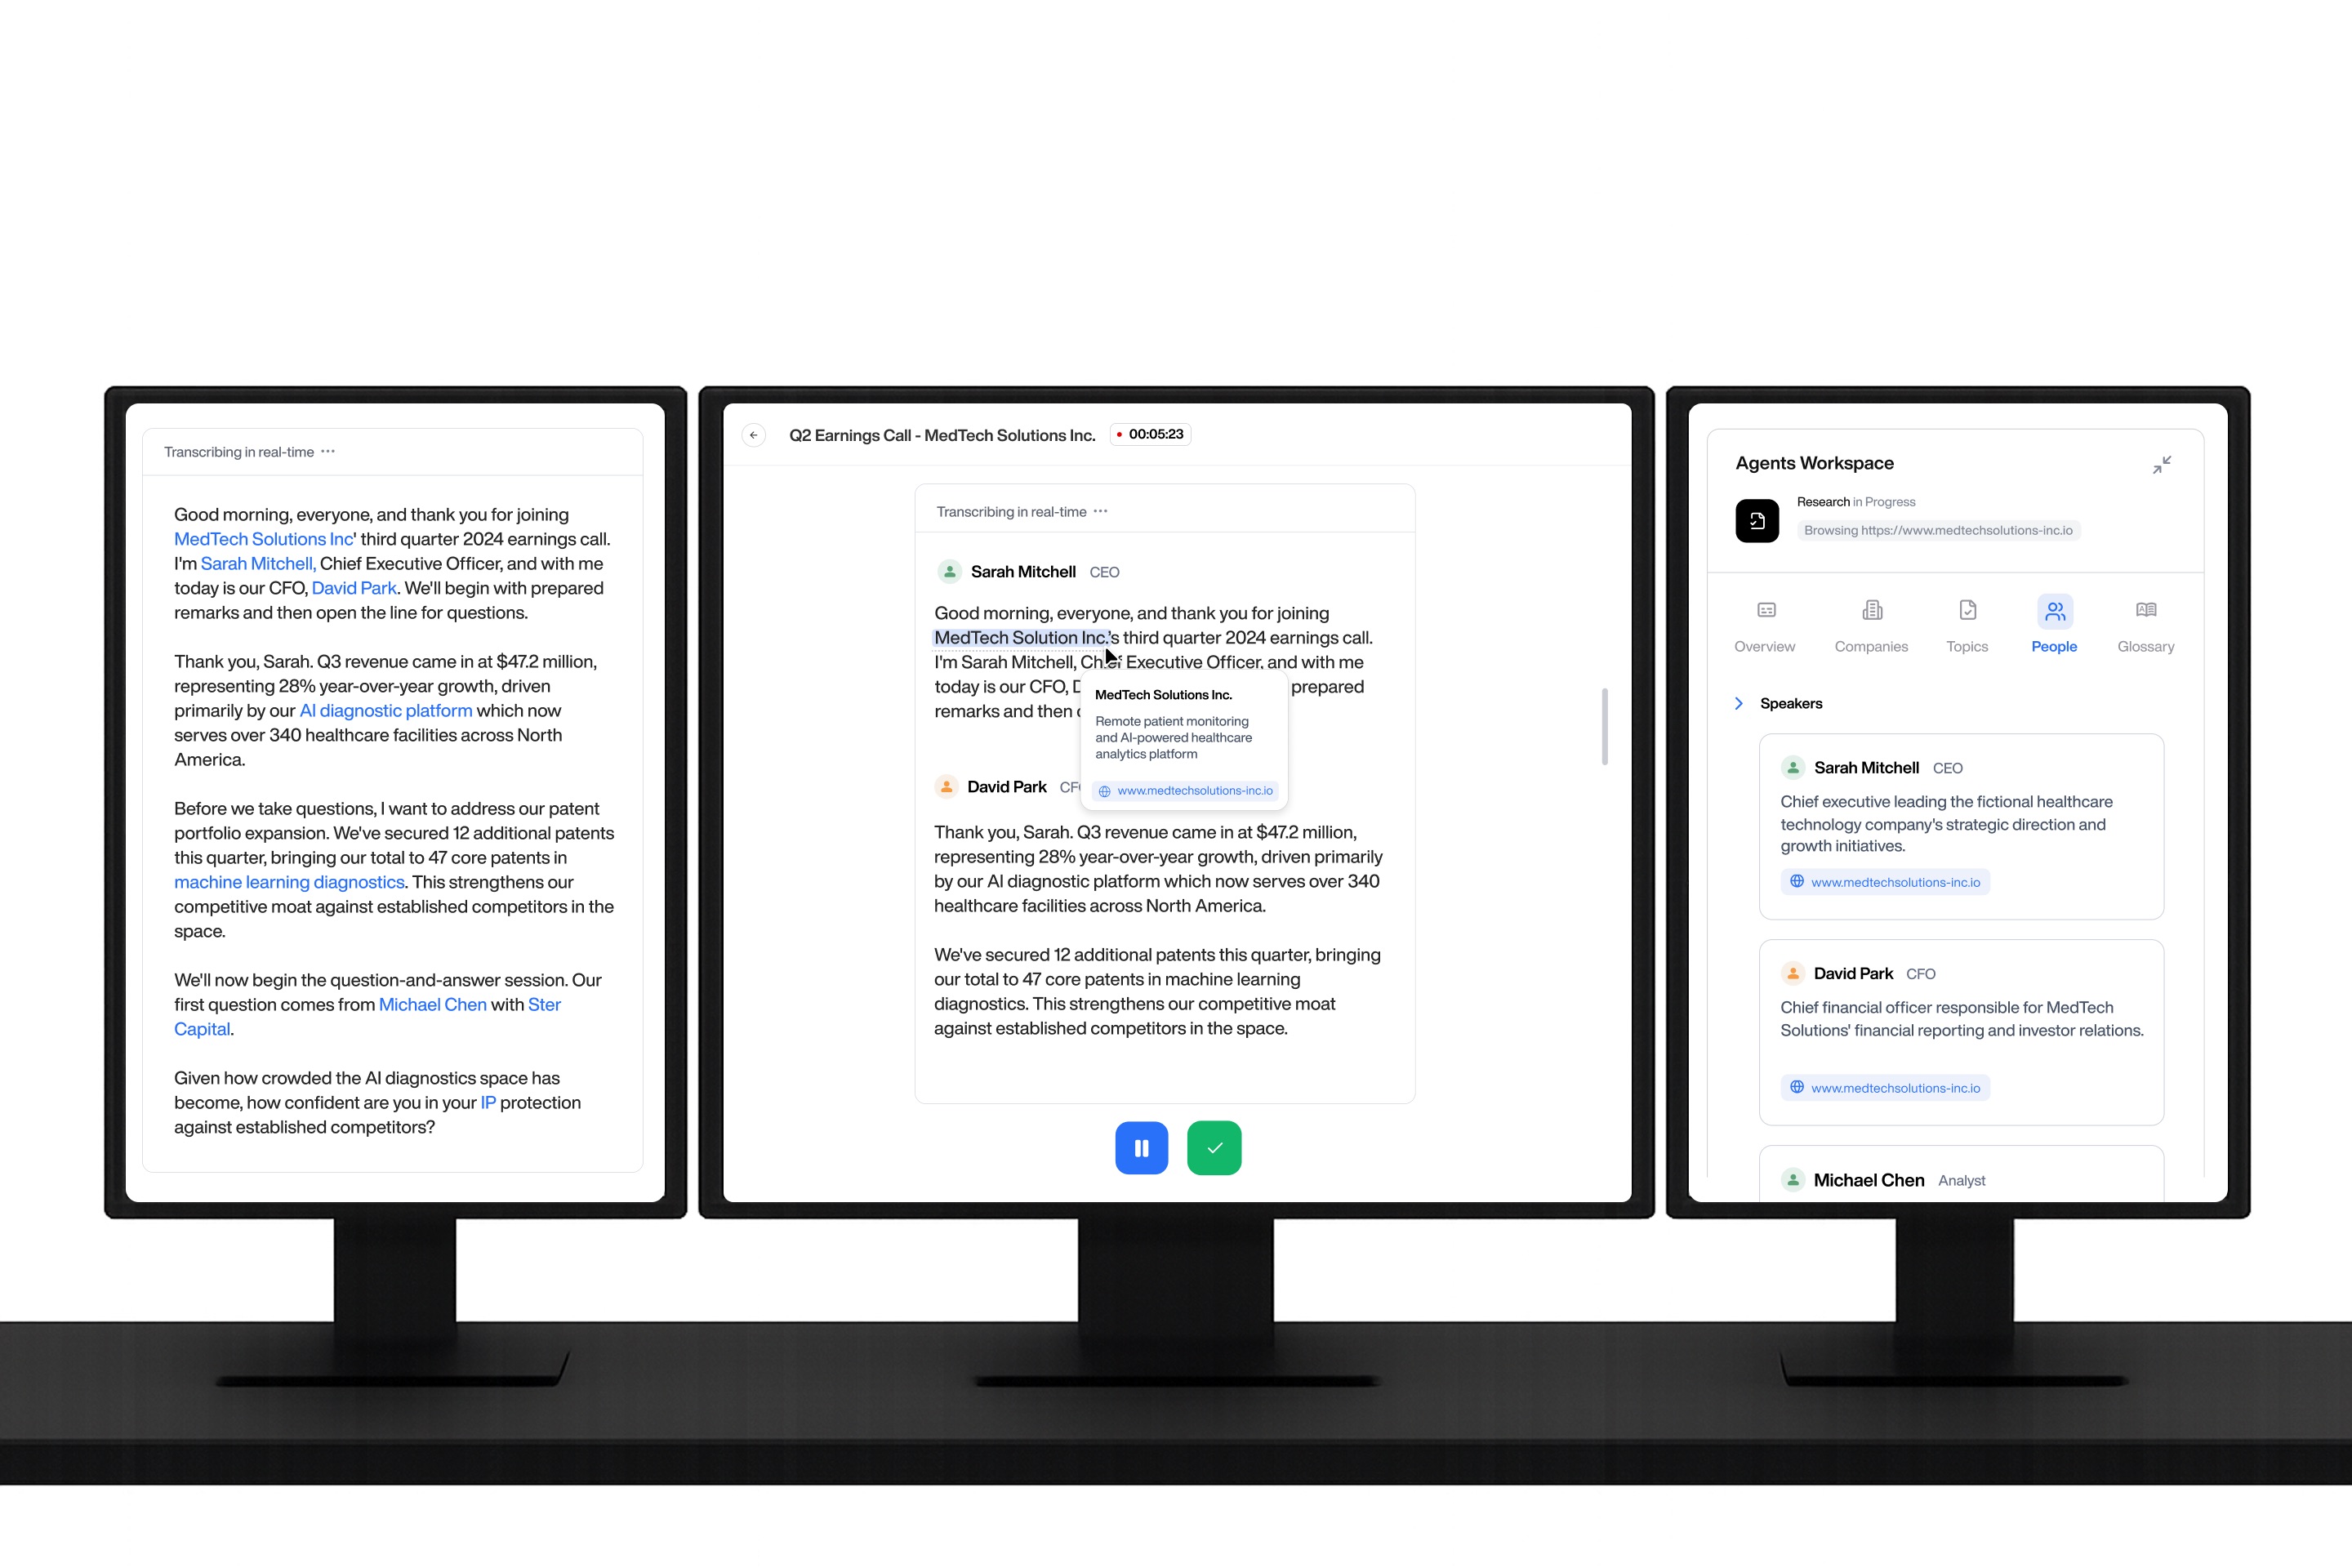 Transcribing in real-time ···
Good morning, everyone, and thank you for joining
MedTech Solutions Inc' third quarter 2024 earnings call.
I'm Sarah Mitchell, Chief Executive Officer, and with me
today is our CFO, David Park. We'll begin with prepared
remarks and then open the line for questions.
Thank you, Sarah. Q3 revenue came in at $47.2 million,
representing 28% year-over-year growth, driven
primarily by our AI diagnostic platform which now
serves over 340 healthcare facilities across North
America.
Before we take questions, I want to address our patent
portfolio expansion. We've secured 12 additional patents
this quarter, bringing our total to 47 core patents in
machine learning diagnostics. This strengthens our
competitive moat against established competitors in the
space.
We'll now begin the question-and-answer session. Our
first question comes from Michael Chen with Ster
Capital.
Given how crowded the AI diagnostics space has
become, how confident are you in your IP protection
against established competitors?
Q2 Earnings Call - MedTech Solutions Inc.
00:05:23
Transcribing in real-time ···
Sarah Mitchell CEO
Good morning, everyone, and thank you for joining
MedTech Solution Inc.'s third quarter 2024 earnings call.
I'm Sarah Mitchell, Chief Executive Officer, and with me
today is our CFO, prepared
remarks and then
MedTech Solutions Inc.
Remote patient monitoring
and AI-powered healthcare
analytics platform
www.medtechsolutions-inc.io
David Park
Thank you, Sarah. Q3 revenue came in at $47.2 million,
representing 28% year-over-year growth, driven primarily
by our AI diagnostic platform which now serves over 340
healthcare facilities across North America.
We've secured 12 additional patents this quarter, bringing
our total to 47 core patents in machine learning
diagnostics. This strengthens our competitive moat
against established competitors in the space.
Agents Workspace
Research in Progress
Browsing https://www.medtechsolutions-inc.io
Overview
Companies
Topics
People
Glossary
Speakers
Sarah Mitchell CEO
Chief executive leading the fictional healthcare
technology company's strategic direction and
growth initiatives.
www.medtechsolutions-inc.io
David Park CFO
Chief financial officer responsible for MedTech
Solutions' financial reporting and investor relations.
www.medtechsolutions-inc.io
Michael Chen Analyst